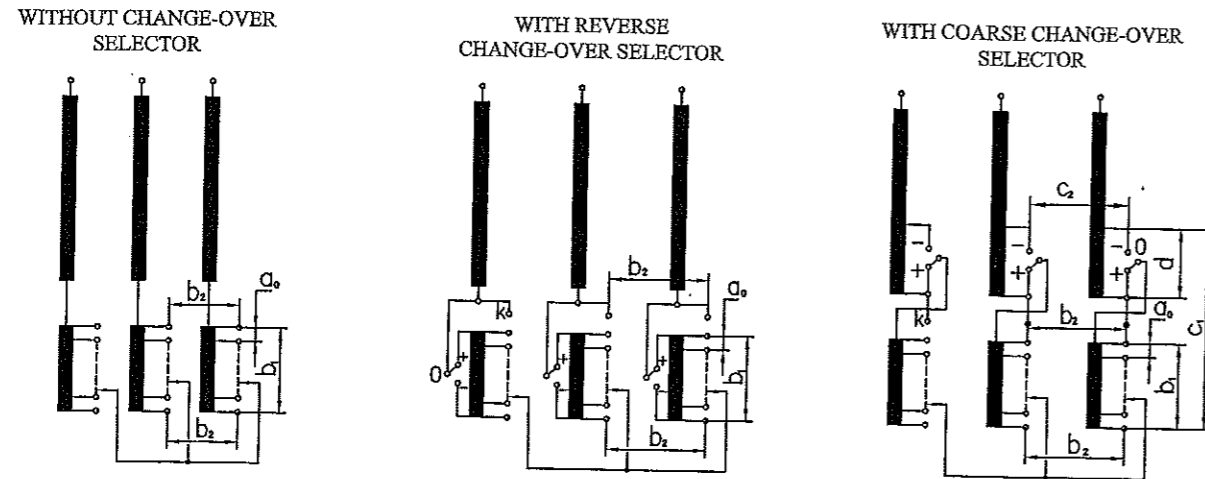 WITHOUT CHANGE-OVER
SELECTOR
b₂
a₀
b₁
b₂
WITH REVERSE
CHANGE-OVER SELECTOR
b₂
a₀
k
0
+
-
+
+
b₁
b₂
WITH COARSE CHANGE-OVER
SELECTOR
c₂
-
-
-
0
+
+
+
d
k
b₂
a₀
c₁
b₁
b₂